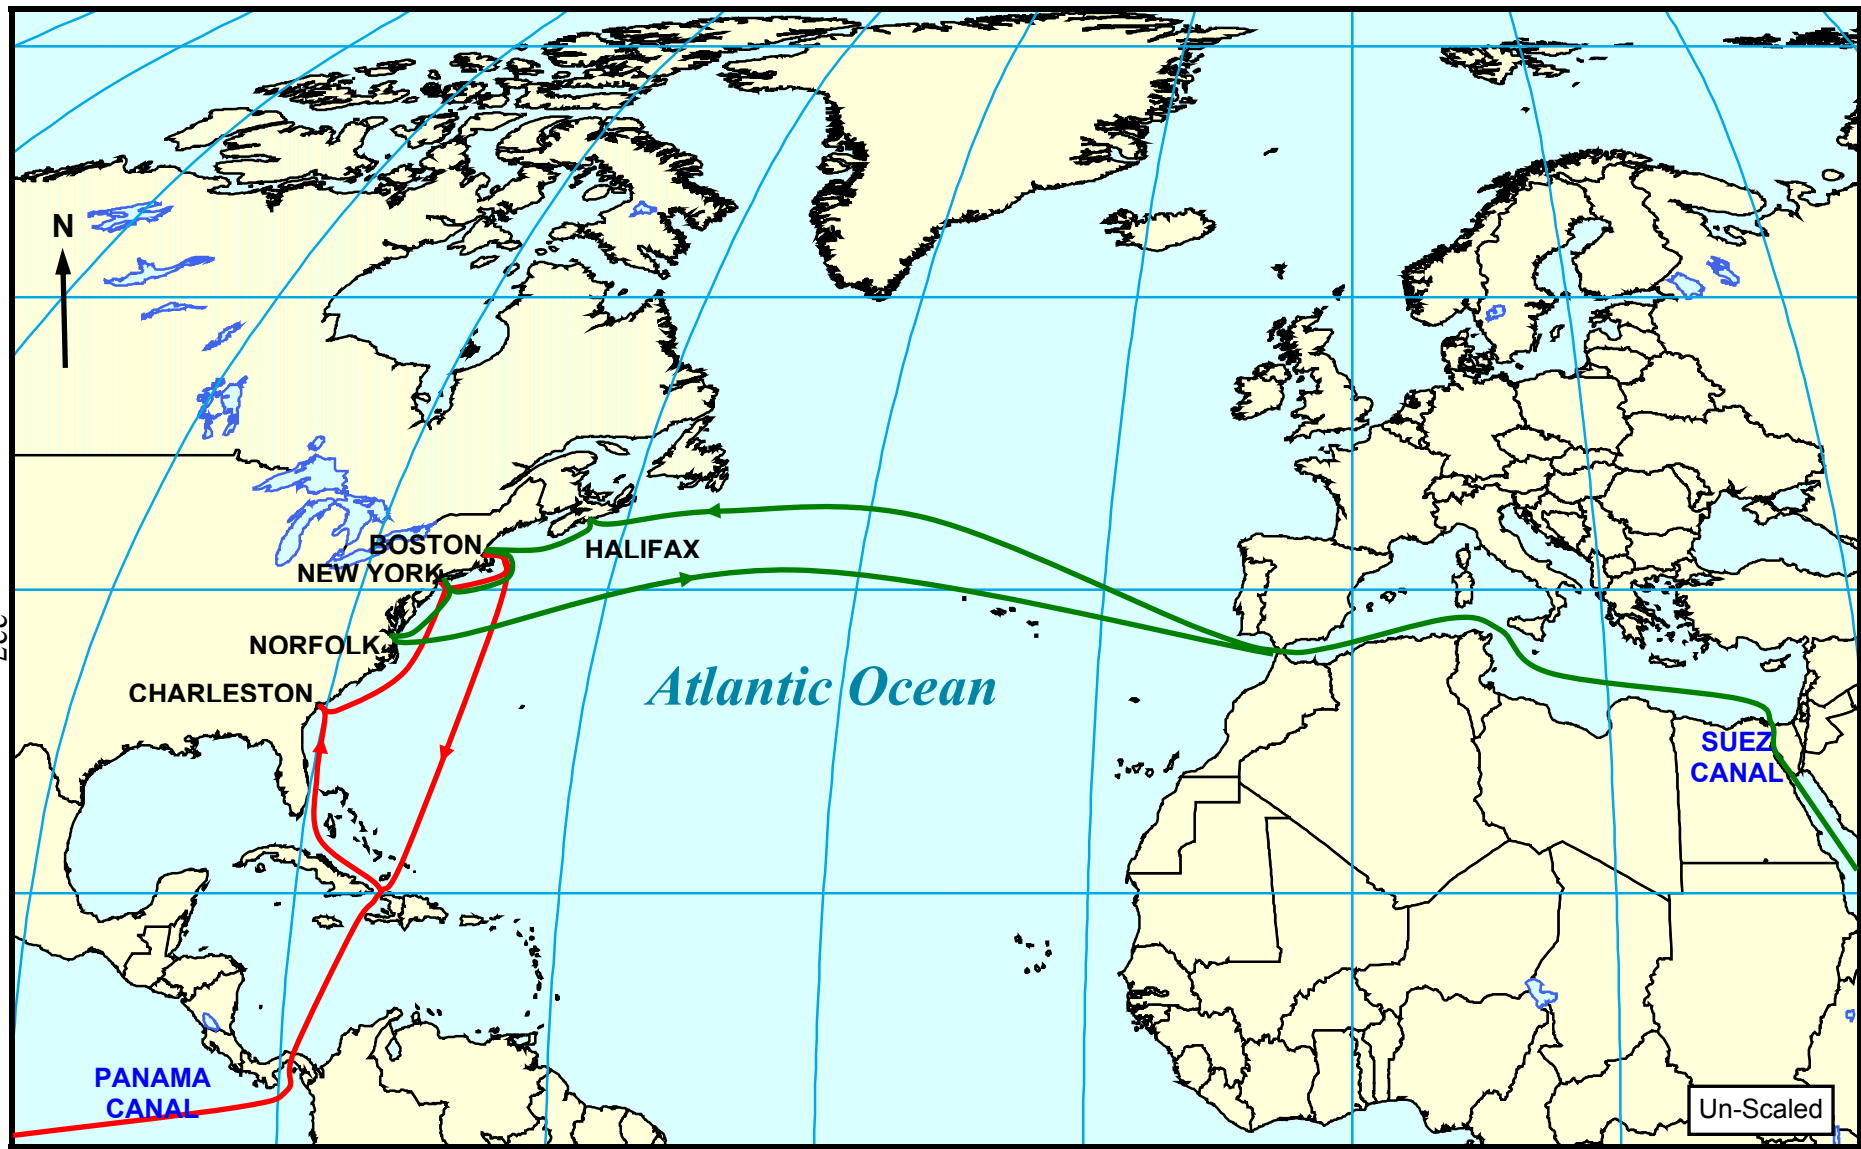 N
BOSTON
HALIFAX
NEW YORK
NORFOLK
CHARLESTON
Atlantic Ocean
SUEZ
CANAL
PANAMA
CANAL
Un-Scaled